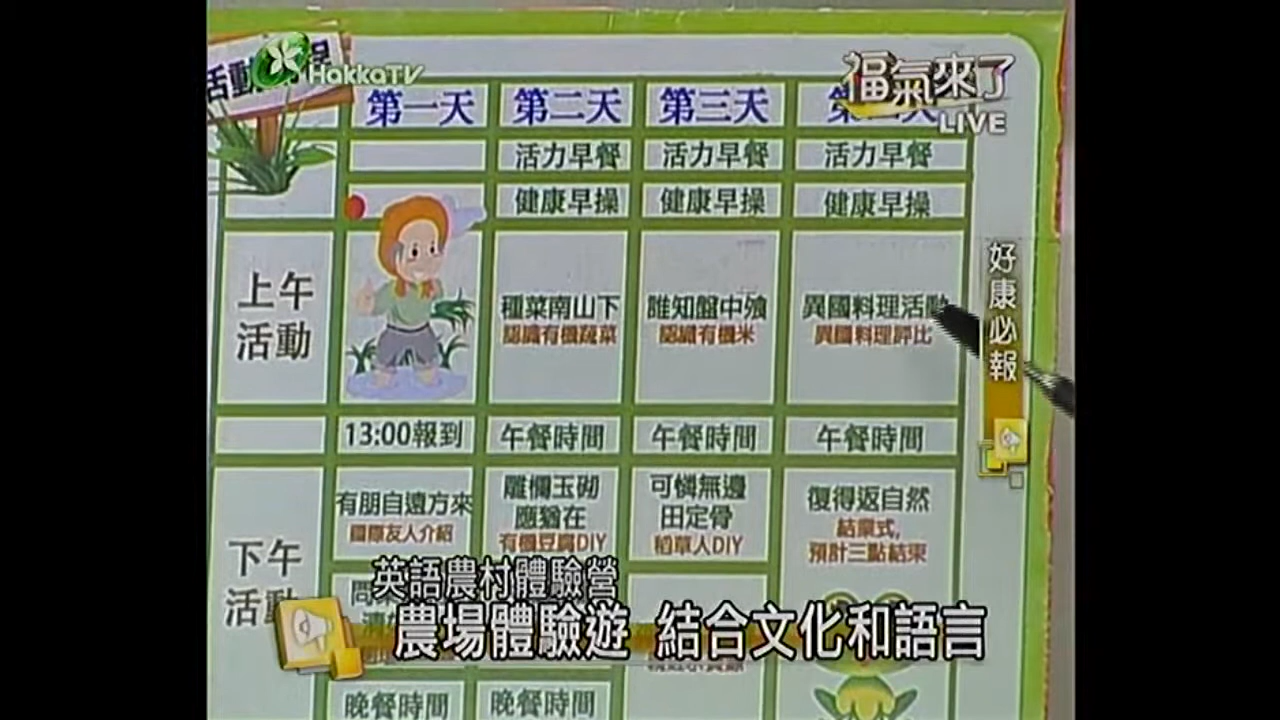 HakkaTV
福氣來了
LIVE
活動
第一天 第二天 第三天 第
活力早餐 活力早餐 活力早餐
健康早操 健康早操 健康早操
上午
活動
種菜南山下 誰知盤中飧 異國料理活動
認識有機蔬菜 認識有機米 異國料理評比
好康必報
13:00報到 午餐時間 午餐時間 午餐時間
下午
活動
有朋自遠方來
國際友人介紹
雕欄玉砌
應猶在
有機豆腐DIY
可憐無邊
田定骨
稻草人DIY
復得返自然
結業式,
預計三點結束
英語農村體驗營
農場體驗遊 結合文化和語言
晚餐時間 晚餐時間